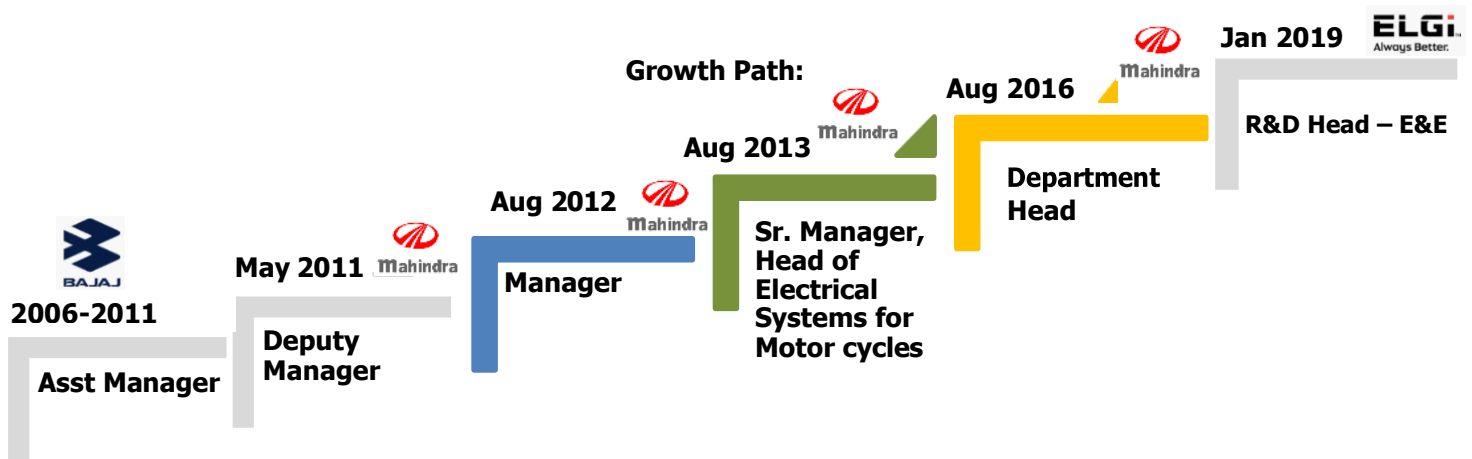 Growth Path:
BAJAJ
2006-2011
Asst Manager
May 2011
Mahindra
Deputy
Manager
Aug 2012
Mahindra
Manager
Aug 2013
Mahindra
Sr. Manager,
Head of
Electrical
Systems for
Motor cycles
Aug 2016
Mahindra
Department
Head
Jan 2019
ELGi
Always Better.
R&D Head – E&E